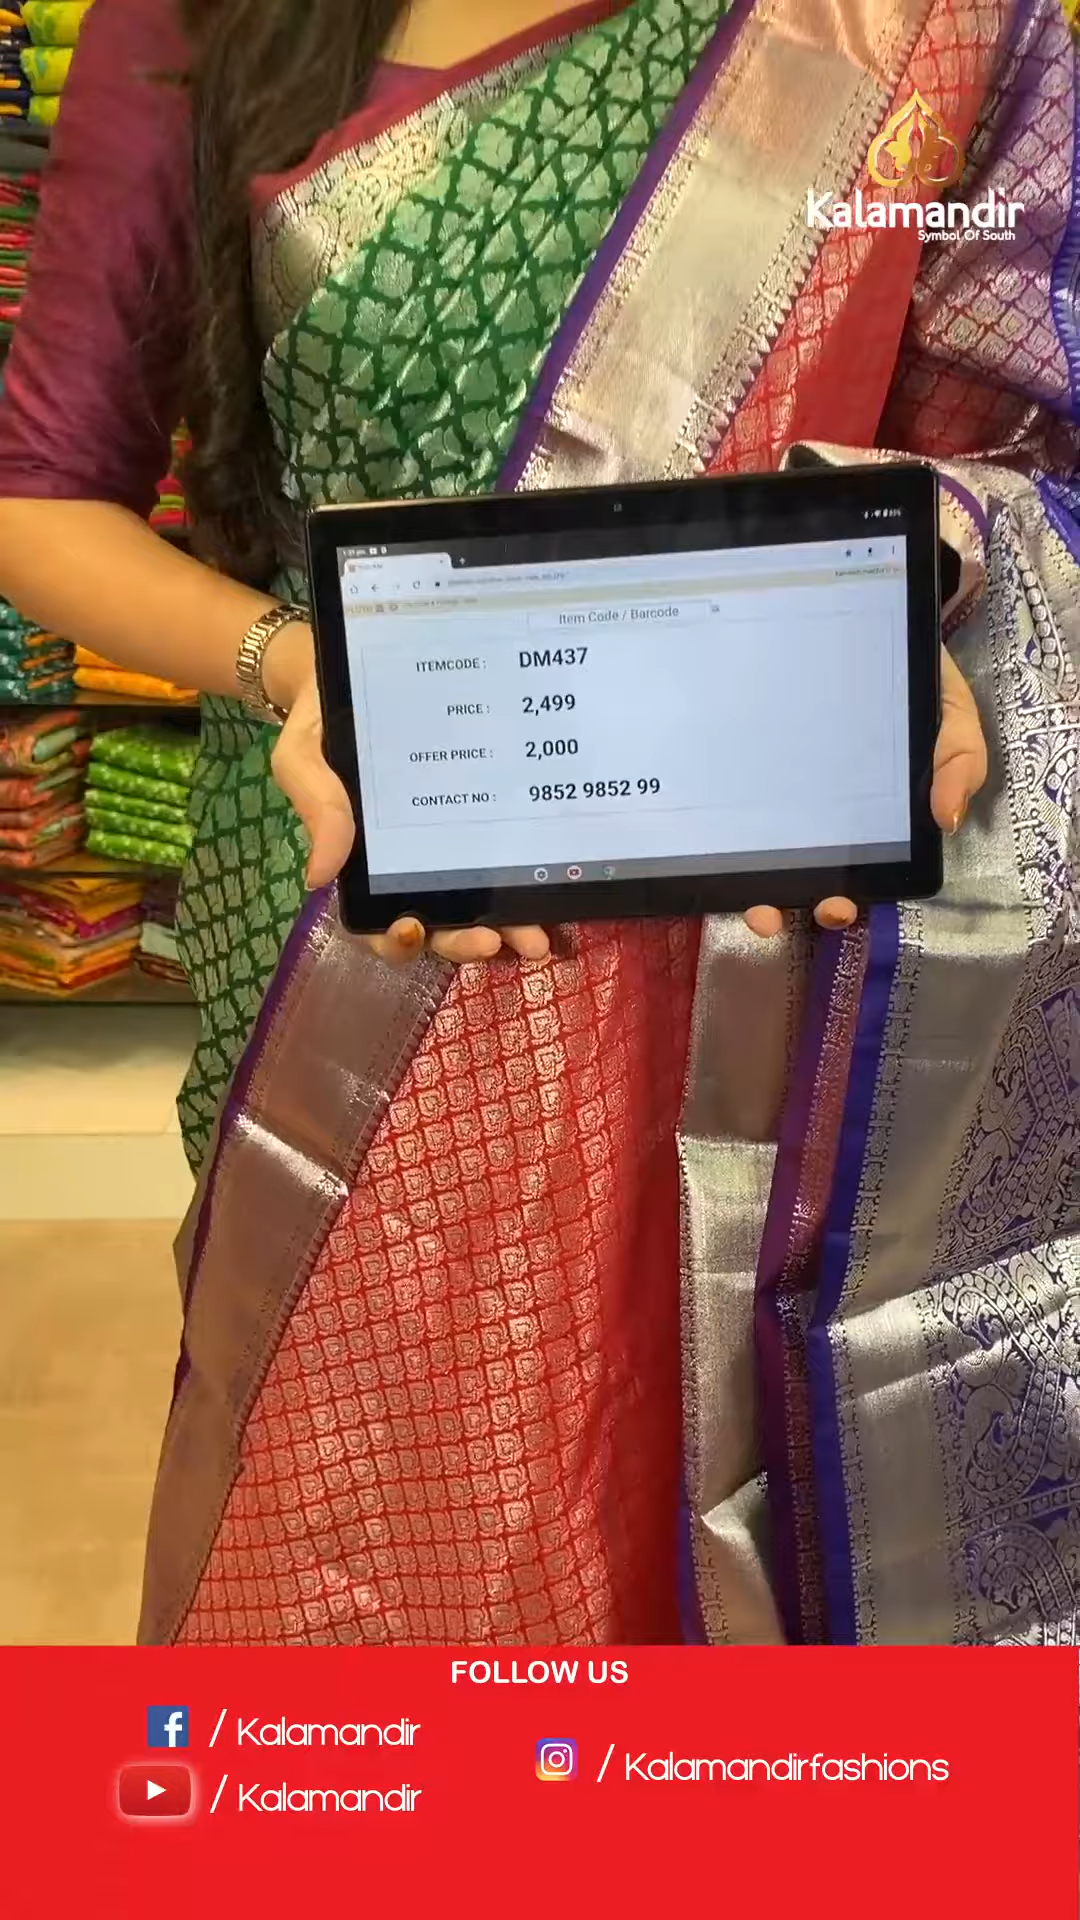 Kalamandir
Symbol Of South
Item Code / Barcode
ITEMCODE : DM437
PRICE : 2,499
OFFER PRICE : 2,000
CONTACT NO : 9852 9852 99
FOLLOW US
/ Kalamandir
/ Kalamandir
/ Kalamandirfashions